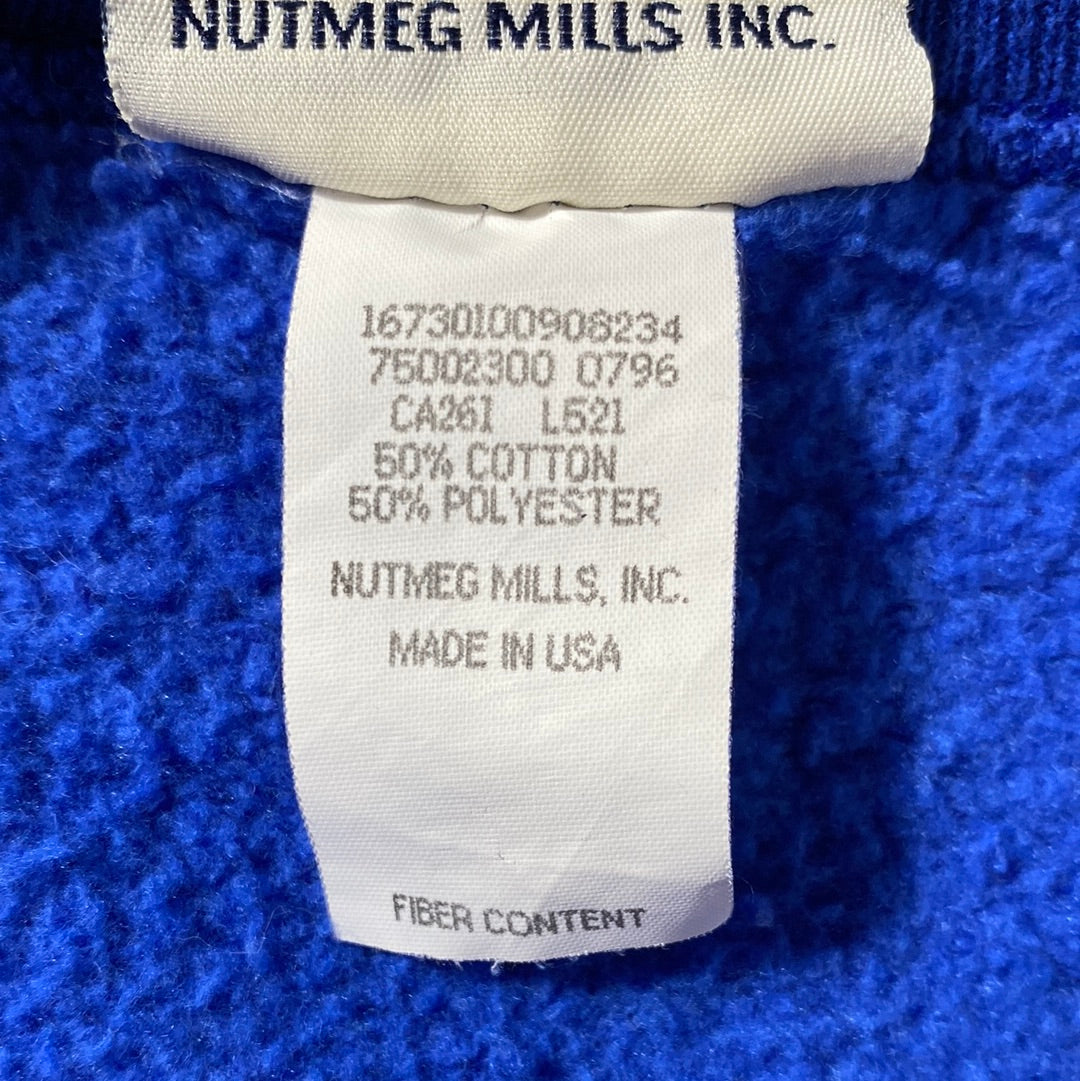 NUTMEG MILLS INC.
16730100908234
75002300 0796
CA261 L521
50% COTTON
50% POLYESTER
NUTMEG MILLS, INC.
MADE IN USA
FIBER CONTENT